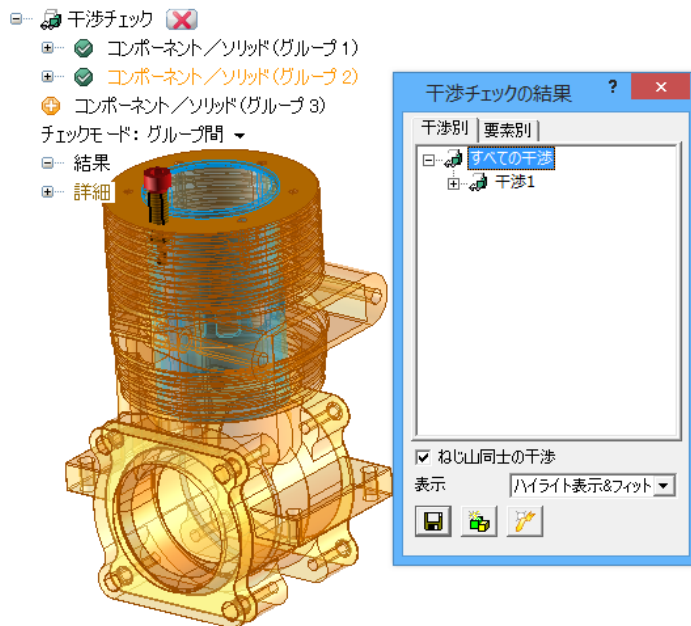 干渉チェック
コンポーネント／ソリッド(グループ 1)
コンポーネント／ソリッド(グループ 2)
コンポーネント／ソリッド(グループ 3)
チェックモード: グループ間
結果
詳細
干渉チェックの結果
干渉別 要素別
すべての干渉
干渉1
ねじ山同士の干渉
表示 ハイライト表示&フィット